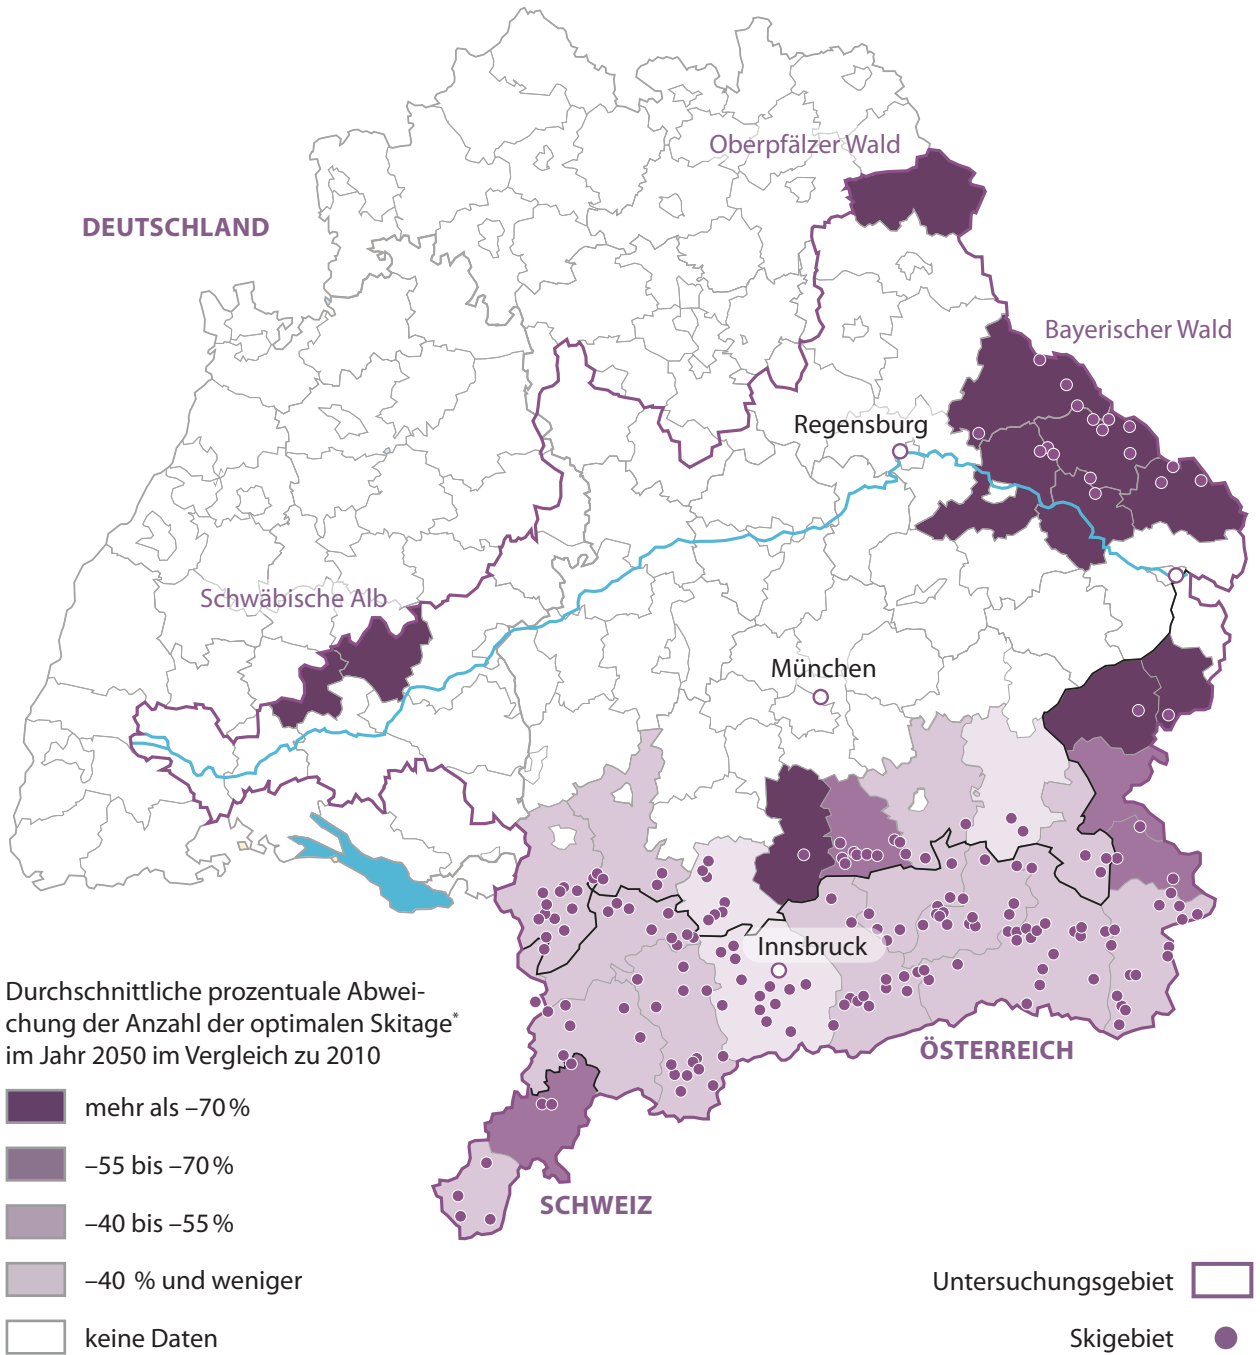 Oberpfälzer Wald
DEUTSCHLAND
Bayerischer Wald
Regensburg
Schwäbische Alb
München
Innsbruck
ÖSTERREICH
SCHWEIZ
Durchschnittliche prozentuale Abwei-
chung der Anzahl der optimalen Skitage*
im Jahr 2050 im Vergleich zu 2010
mehr als –70 %
–55 bis –70 %
–40 bis –55 %
–40 % und weniger
keine Daten
Untersuchungsgebiet
Skigebiet